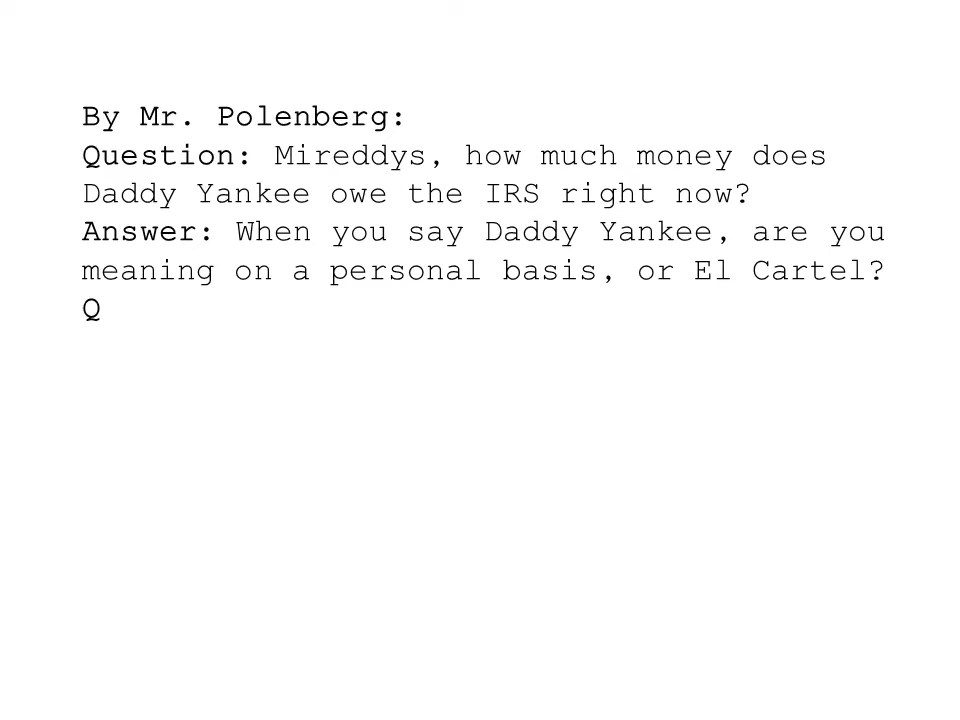 By Mr. Polenberg:
Question: Mireddys, how much money does
Daddy Yankee owe the IRS right now?
Answer: When you say Daddy Yankee, are you
meaning on a personal basis, or El Cartel?
Q